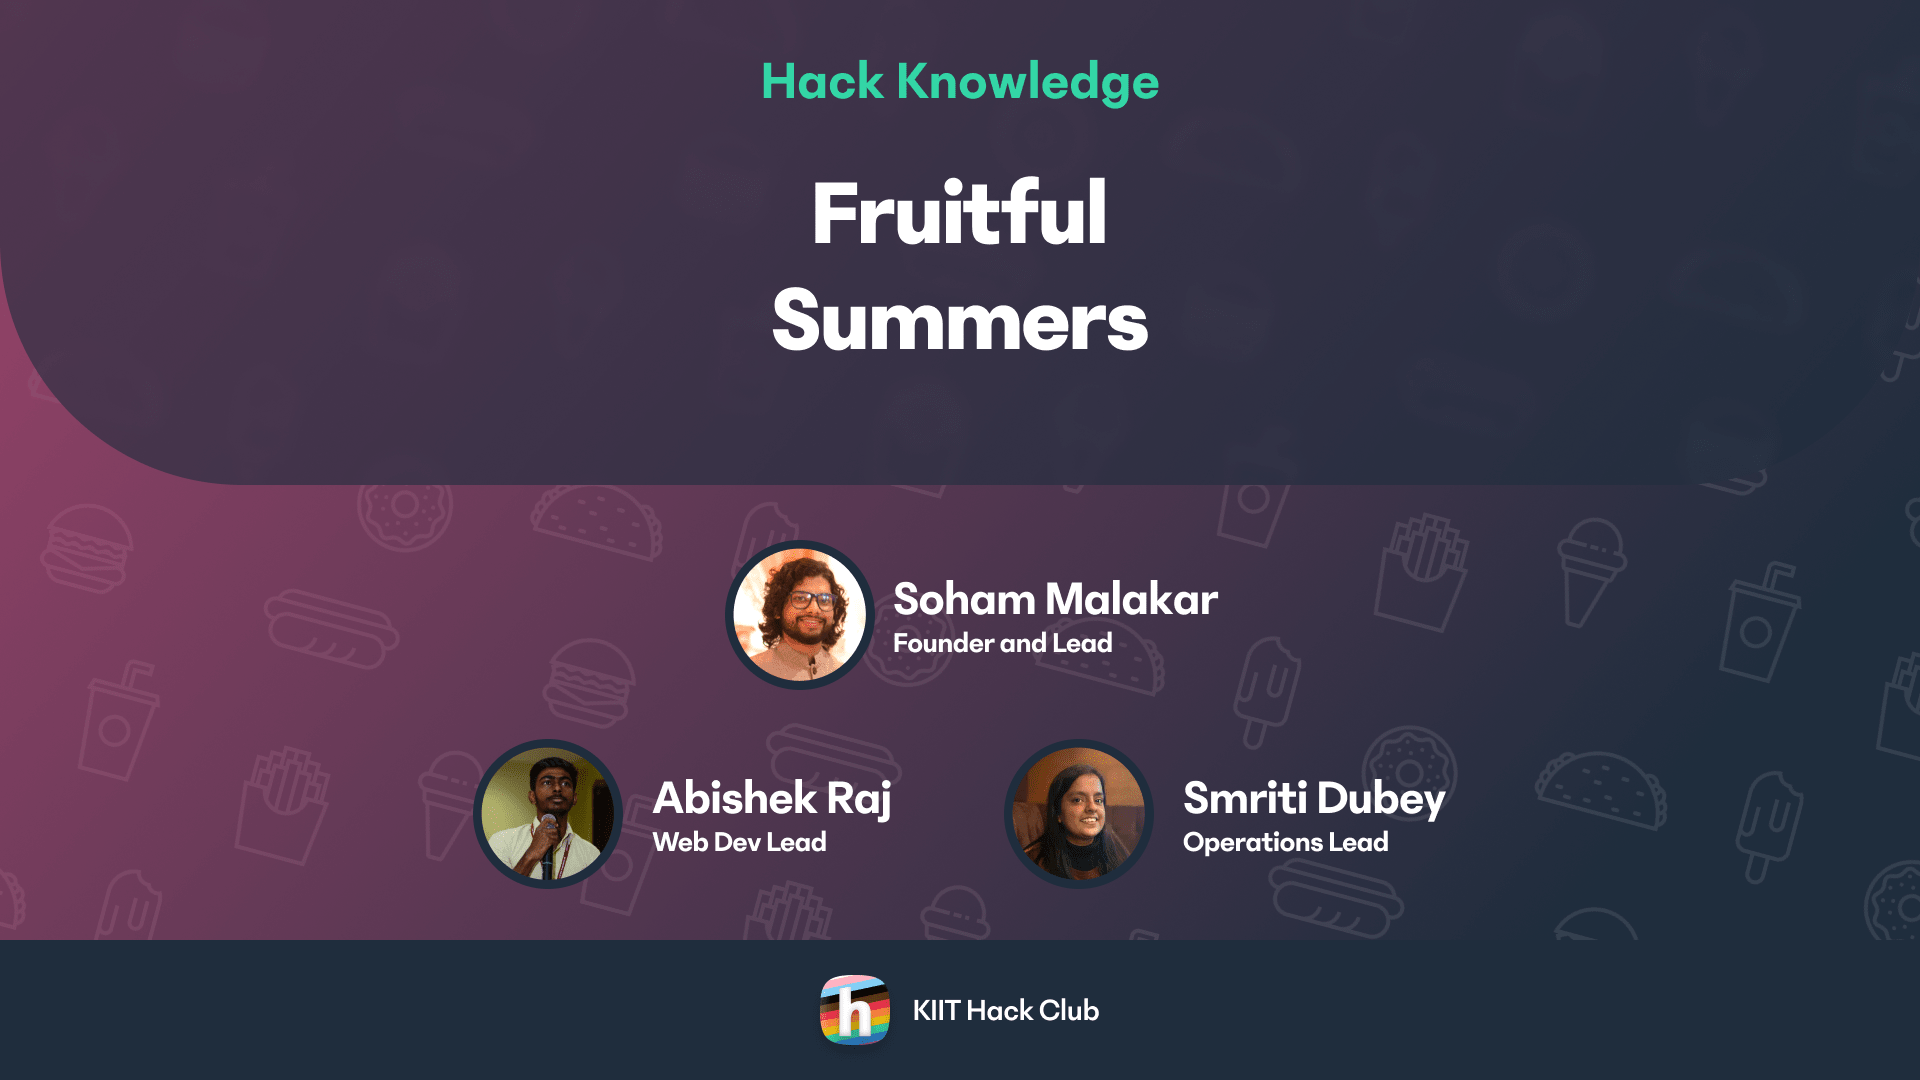 Hack Knowledge
Fruitful
Summers
Soham Malakar
Founder and Lead
Abishek Raj
Web Dev Lead
Smriti Dubey
Operations Lead
h
KIIT Hack Club